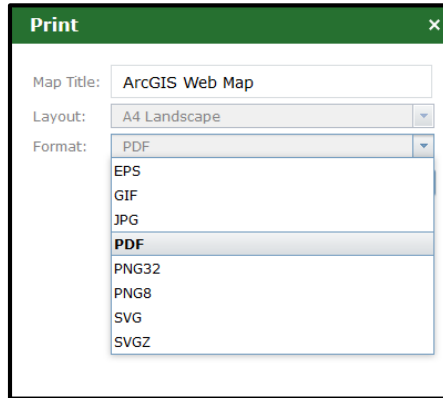 Print ×
Map Title: ArcGIS Web Map
Layout: A4 Landscape
Format: PDF
EPS
GIF
JPG
PDF
PNG32
PNG8
SVG
SVGZ